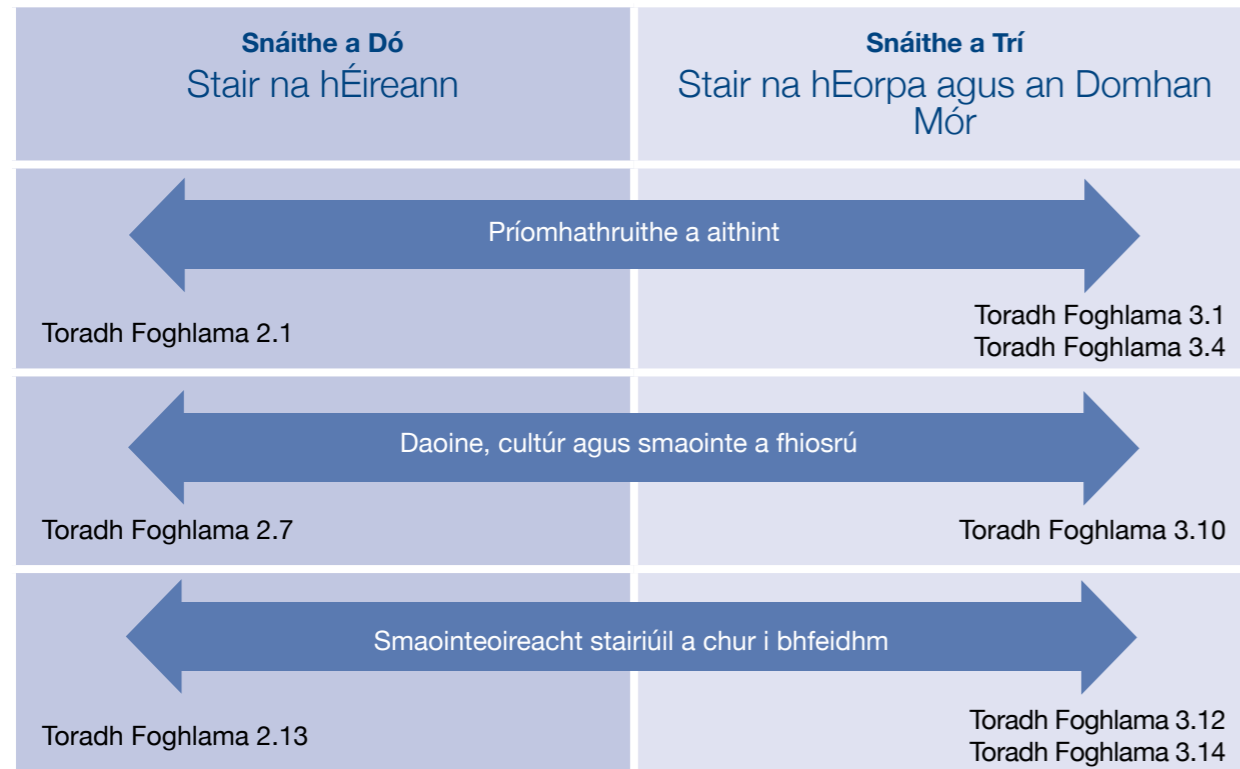 Snáithe a Dó
Stair na hÉireann
Snáithe a Trí
Stair na hEorpa agus an Domhan
Mór
Príomhathruithe a aithint
Toradh Foghlama 2.1
Toradh Foghlama 3.1
Toradh Foghlama 3.4
Daoine, cultúr agus smaointe a fhiosrú
Toradh Foghlama 2.7
Toradh Foghlama 3.10
Smaointeoireacht stairiúil a chur i bhfeidhm
Toradh Foghlama 2.13
Toradh Foghlama 3.12
Toradh Foghlama 3.14